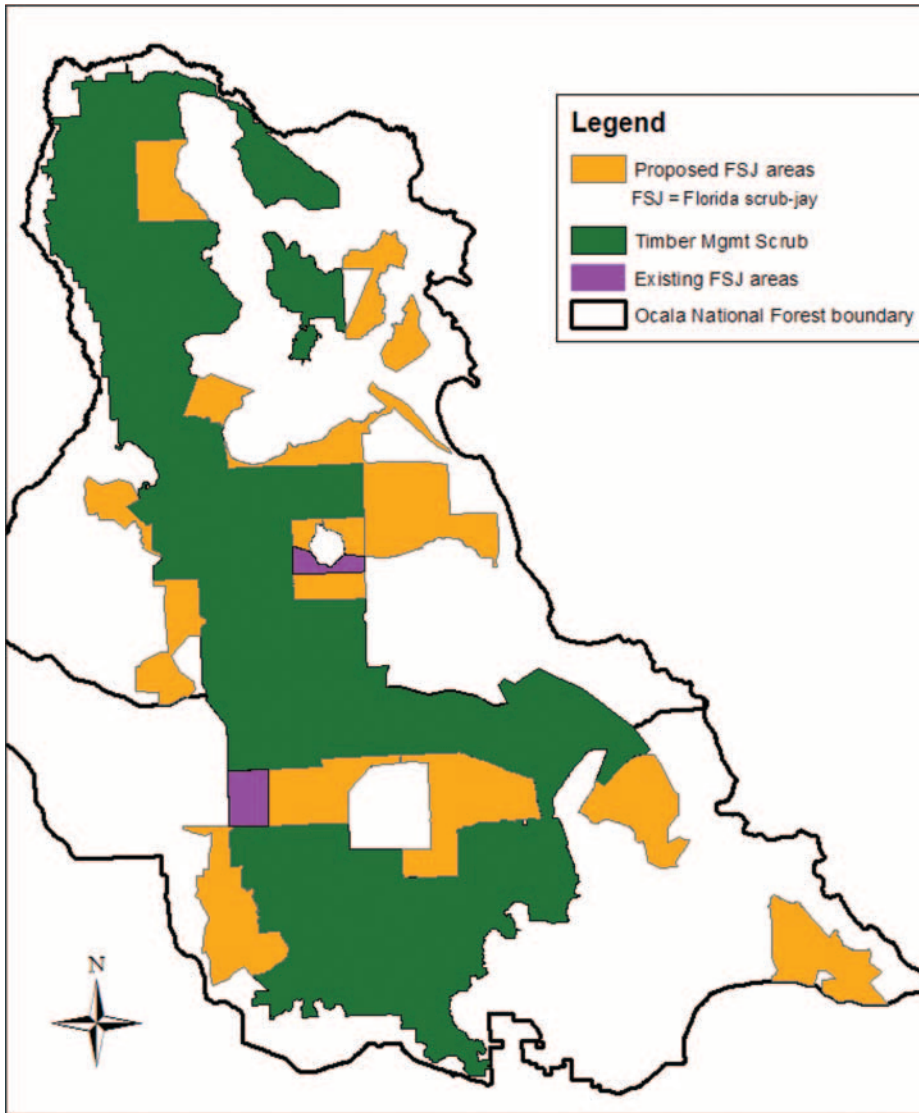 Legend
Proposed FSJ areas
FSJ = Florida scrub-jay
Timber Mgmt Scrub
Existing FSJ areas
Ocala National Forest boundary
N